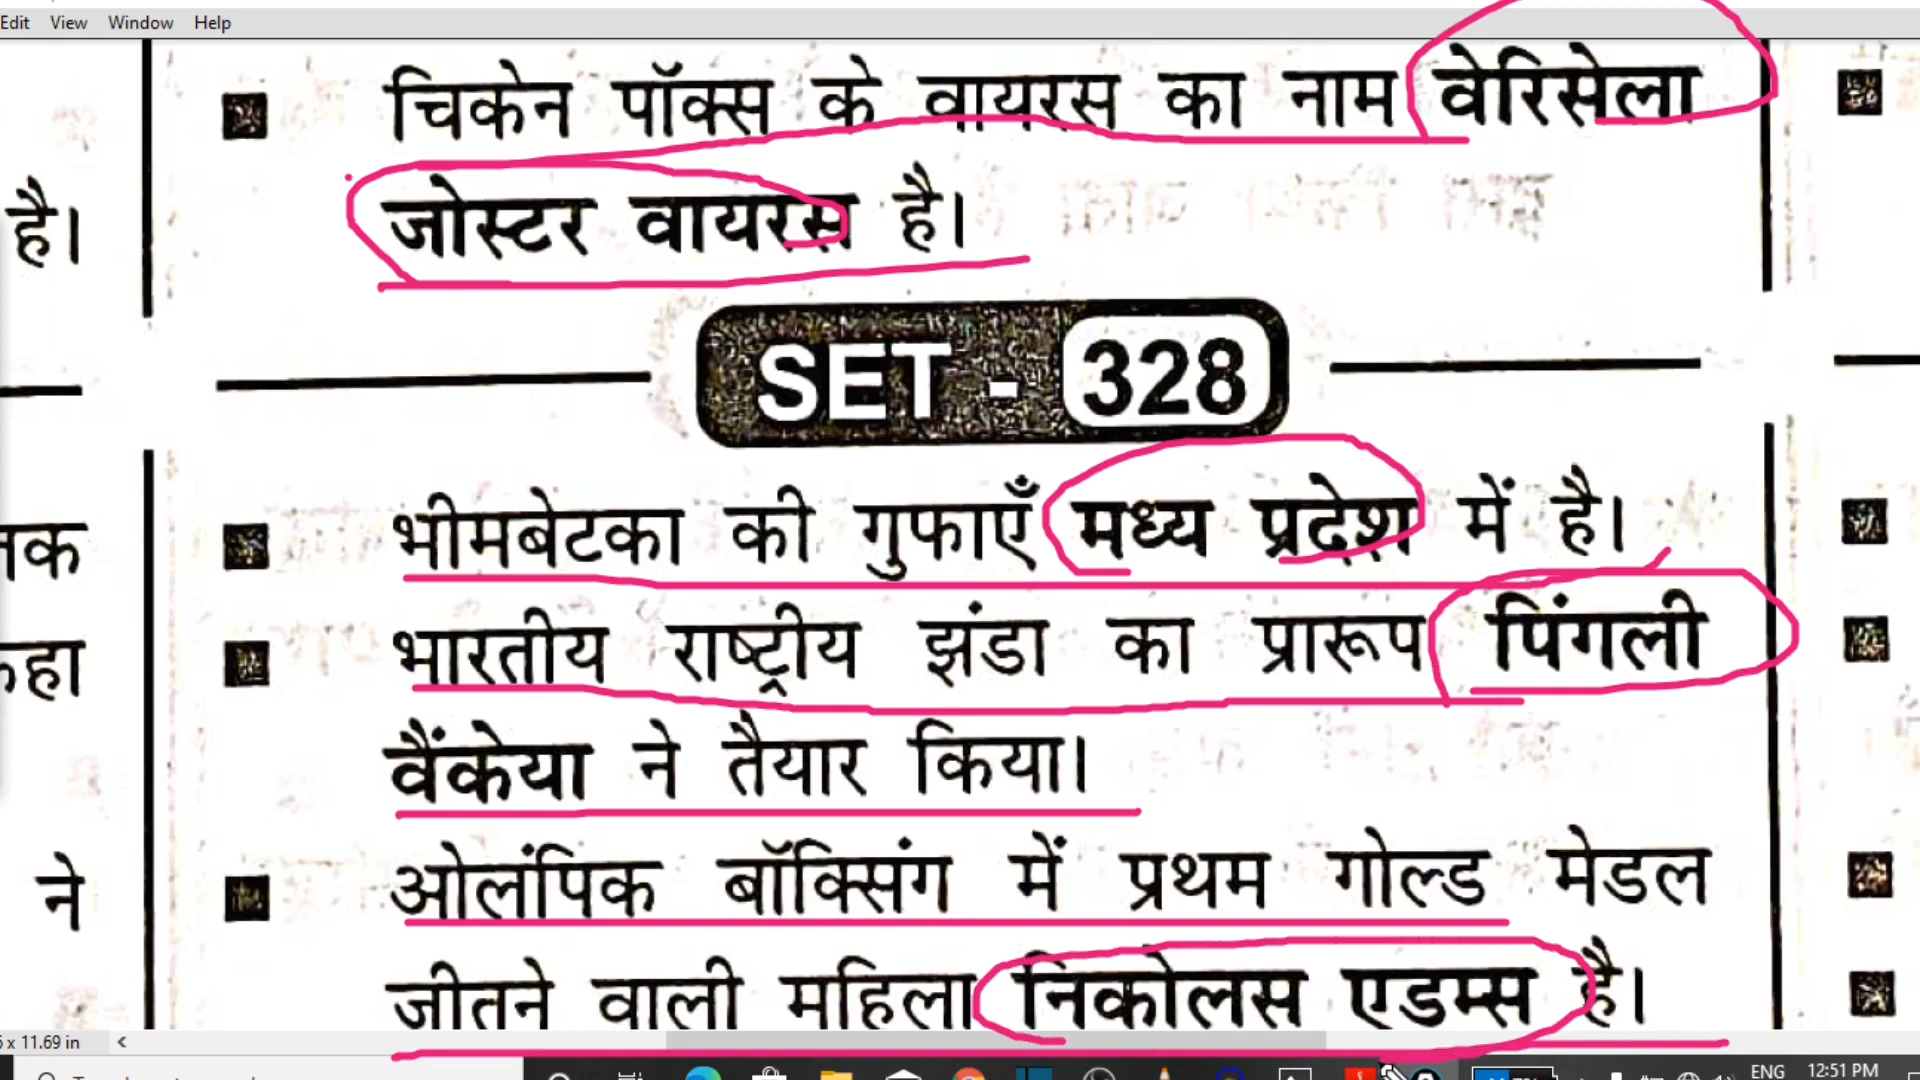 Edit View Window Help
चिकेन पॉक्स के वायरस का नाम वेरिसेला
जोस्टर वायरस है।
है।
SET - 328
भीमबेटका की गुफाएँ मध्य प्रदेश में है।
भारतीय राष्ट्रीय झंडा का प्रारूप पिंगली
वैंकेया ने तैयार किया।
ओलंपिक बॉक्सिंग में प्रथम गोल्ड मेडल
ने
जीतने वाली महिला निकोलस एडम्स है।
x 11.69 in
ENG 12:51 PM